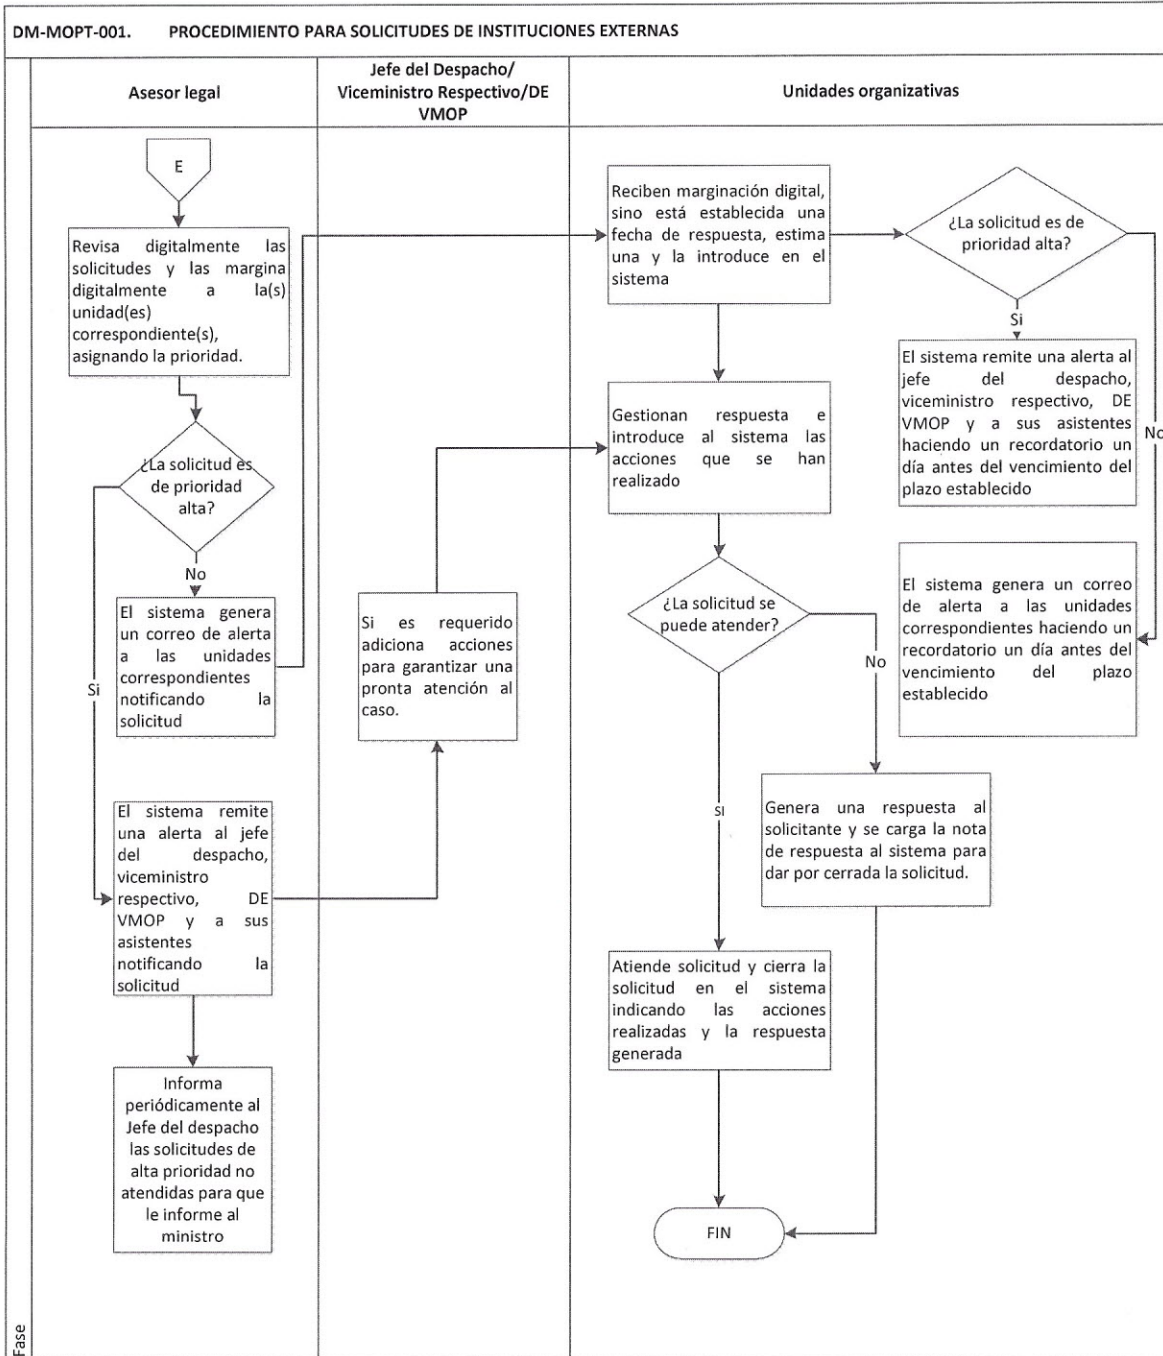 DM-MOPT-001. PROCEDIMIENTO PARA SOLICITUDES DE INSTITUCIONES EXTERNAS
Asesor legal
Jefe del Despacho/
Viceministro Respectivo/DE
VMOP
Unidades organizativas
E
Revisa digitalmente las
solicitudes y las margina
digitalmente a la(s)
unidad(es)
correspondiente(s),
asignando la prioridad.
¿La solicitud es
de prioridad
alta?
No
Si
El sistema genera
un correo de alerta
a las unidades
correspondientes
notificando la
solicitud
El sistema remite
una alerta al jefe
del despacho,
viceministro
respectivo, DE
VMOP y a sus
asistentes
notificando la
solicitud
Informa
periódicamente al
Jefe del despacho
las solicitudes de
alta prioridad no
atendidas para que
le informe al
ministro
Si es requerido
adiciona acciones
para garantizar una
pronta atención al
caso.
Reciben marginación digital,
sino está establecida una
fecha de respuesta, estima
una y la introduce en el
sistema
¿La solicitud es de
prioridad alta?
Si
No
El sistema remite una alerta al
jefe del despacho,
viceministro respectivo, DE
VMOP y a sus asistentes
haciendo un recordatorio un
día antes del vencimiento del
plazo establecido
El sistema genera un correo
de alerta a las unidades
correspondientes haciendo un
recordatorio un día antes del
vencimiento del plazo
establecido
Gestionan respuesta e
introduce al sistema las
acciones que se han
realizado
¿La solicitud se
puede atender?
No
SI
Genera una respuesta al
solicitante y se carga la nota
de respuesta al sistema para
dar por cerrada la solicitud.
Atiende solicitud y cierra la
solicitud en el sistema
indicando las acciones
realizadas y la respuesta
generada
FIN
Fase